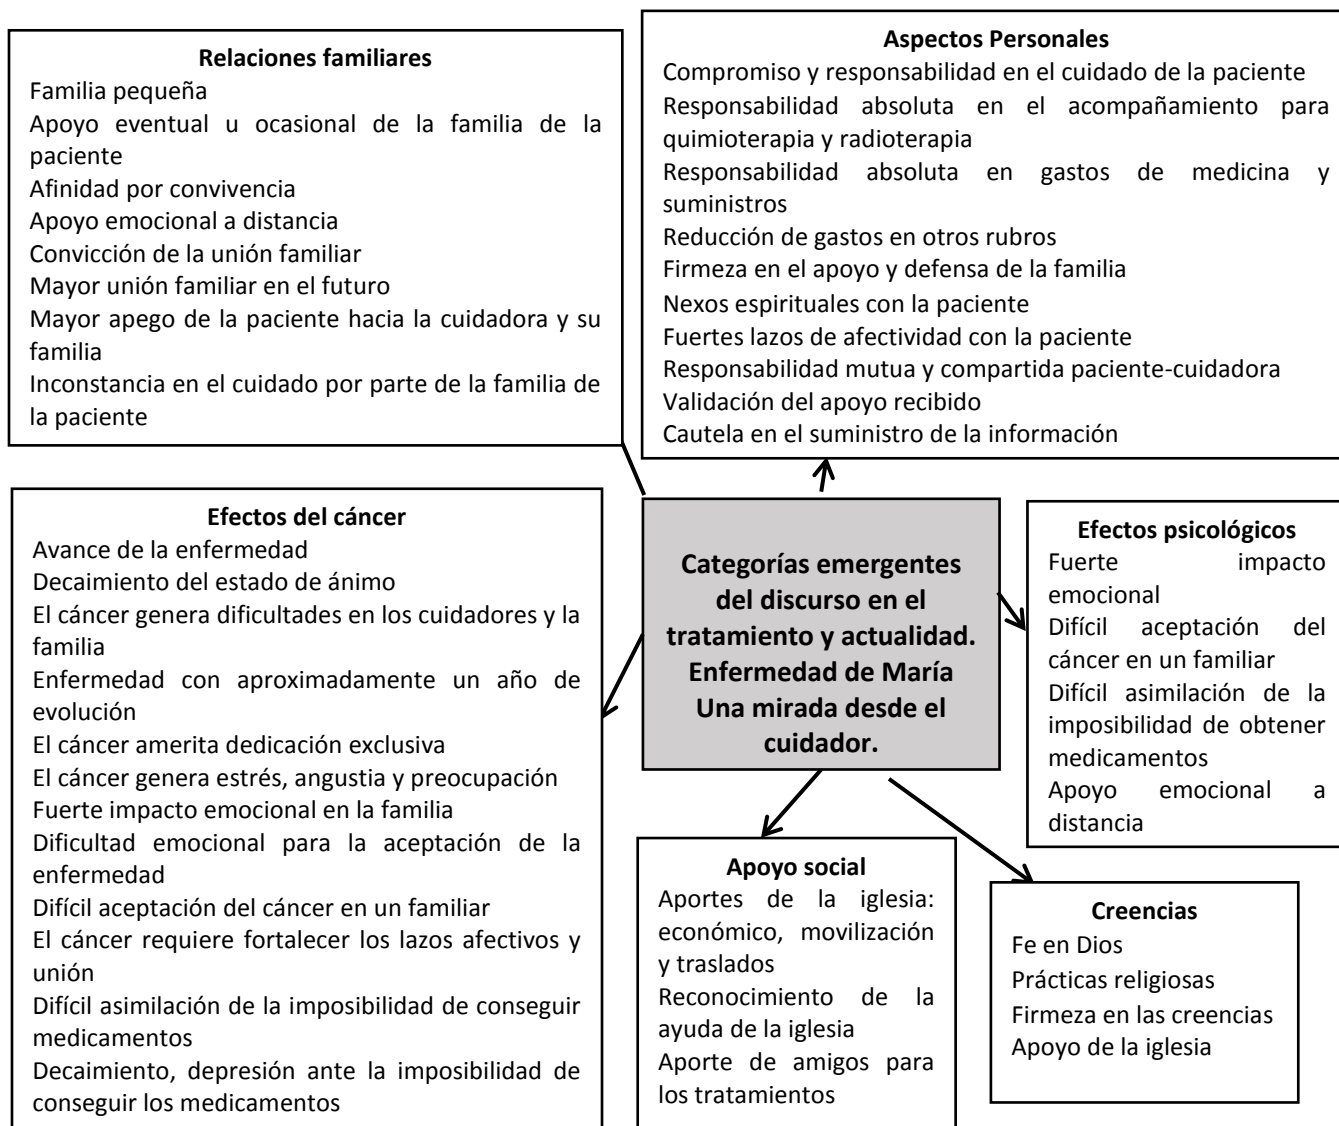 Relaciones familiares
Familia pequeña
Apoyo eventual u ocasional de la familia de la
paciente
Afinidad por convivencia
Apoyo emocional a distancia
Convicción de la unión familiar
Mayor unión familiar en el futuro
Mayor apego de la paciente hacia la cuidadora y su
familia
Inconstancia en el cuidado por parte de la familia de
la paciente
Aspectos Personales
Compromiso y responsabilidad en el cuidado de la paciente
Responsabilidad absoluta en el acompañamiento para
quimioterapia y radioterapia
Responsabilidad absoluta en gastos de medicina y
suministros
Reducción de gastos en otros rubros
Firmeza en el apoyo y defensa de la familia
Nexos espirituales con la paciente
Fuertes lazos de afectividad con la paciente
Responsabilidad mutua y compartida paciente-cuidadora
Validación del apoyo recibido
Cautela en el suministro de la información
Efectos del cáncer
Avance de la enfermedad
Decaimiento del estado de ánimo
El cáncer genera dificultades en los cuidadores y la
familia
Enfermedad con aproximadamente un año de
evolución
El cáncer amerita dedicación exclusiva
El cáncer genera estrés, angustia y preocupación
Fuerte impacto emocional en la familia
Dificultad emocional para la aceptación de la
enfermedad
Difícil aceptación del cáncer en un familiar
El cáncer requiere fortalecer los lazos afectivos y
unión
Difícil asimilación de la imposibilidad de conseguir
medicamentos
Decaimiento, depresión ante la imposibilidad de
conseguir los medicamentos
Categorías emergentes
del discurso en el
tratamiento y actualidad.
Enfermedad de María
Una mirada desde el
cuidador.
Efectos psicológicos
Fuerte impacto
emocional
Difícil aceptación del
cáncer en un familiar
Difícil asimilación de la
imposibilidad de obtener
medicamentos
Apoyo emocional a
distancia
Apoyo social
Aportes de la iglesia:
económico, movilización
y traslados
Reconocimiento de la
ayuda de la iglesia
Aporte de amigos para
los tratamientos
Creencias
Fe en Dios
Prácticas religiosas
Firmeza en las creencias
Apoyo de la iglesia